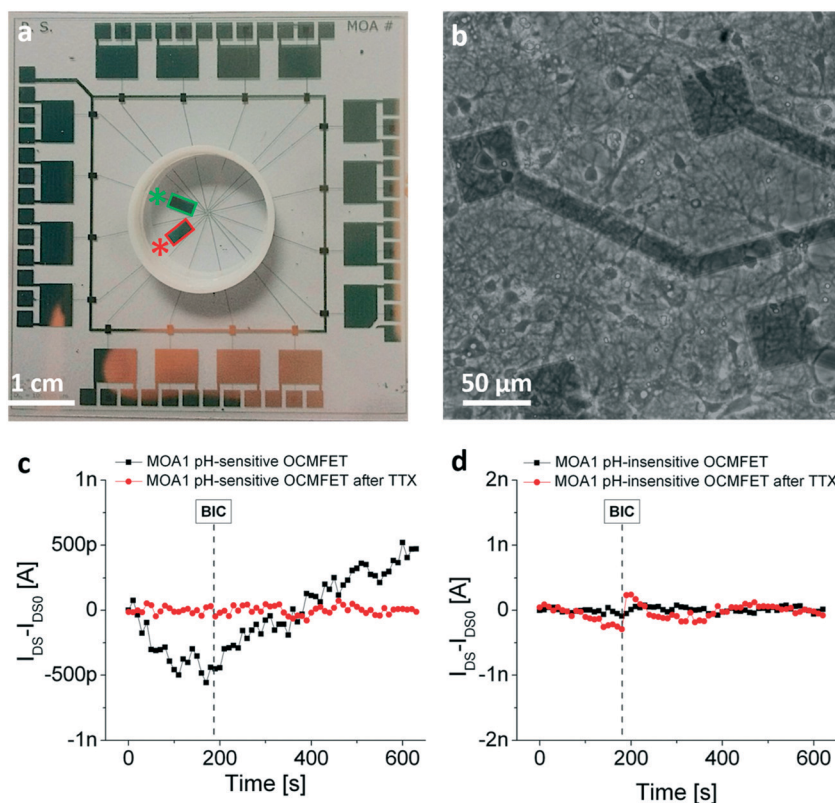 a
P. S.
MOA #
1 cm
b
50 µm
c
MOA1 pH-sensitive OCMFET
MOA1 pH-sensitive OCMFET after TTX
BIC
1n
500p
0
-500p
-1n
I_DS-I_DS0 [A]
0 200 400 600
Time [s]
d
MOA1 pH-insensitive OCMFET
MOA1 pH-insensitive OCMFET after TTX
BIC
2n
1n
0
-1n
-2n
I_DS-I_DS0 [A]
0 200 400 600
Time [s]